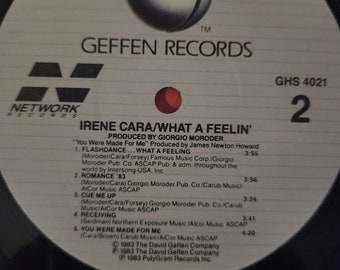 TM
GEFFEN RECORDS
NETWORK
RECORDS
GHS 4021
2
IRENE CARA/WHAT A FEELIN'
PRODUCED BY GIORGIO MORODER
"You Were Made For Me" Produced by James Newton Howard
1. FLASHDANCE... WHAT A FEELING 3:55
(Moroder/Cara/Forsey) Famous Music Corp./Giorgio
Moroder Pub. Co. ASCAP Pub. & adm. throughout the
world by Intersong-USA, Inc.
2. ROMANCE '83 3:56
(Moroder/Cara) Giorgio Moroder Pub. Co./Carub Music/
AlCor Music ASCAP
3. CUE ME UP 3:24
(Moroder/Cara/Forsey) Giorgio Moroder Pub. Co./
Carub Music/AlCor Music ASCAP
4. RECEIVING 3:41
(Seidman) Northern Exposure Music/AlCor Music ASCAP
5. YOU WERE MADE FOR ME 4:20
(Cara/Brown) Carub Music/AlCor Music ASCAP
© 1983 The David Geffen Company
℗ 1983 The David Geffen Company
℗ 1983 PolyGram Records Inc.